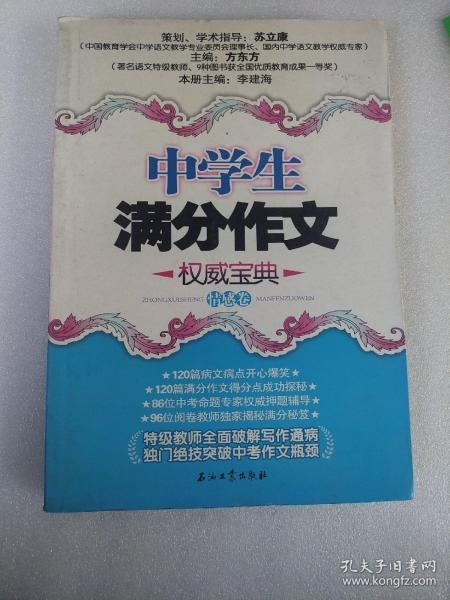 策划、学术指导：苏立康
（中国教育学会中学语文教学专业委员会理事长、国内中学语文教学权威专家）
主编：方东方
（著名语文特级教师、9种图书获全国优质教育成果一等奖）
本册主编：李建海
中学生
满分作文
权威宝典
ZHONGXUESHENG 情感卷 MANFENZUOWEN
★120篇病文病点开心爆笑★
★120篇满分作文得分点成功探秘★
★86位中考命题专家权威押题辅导★
★96位阅卷教师独家揭秘满分秘笈★
特级教师全面破解写作通病
独门绝技突破中考作文瓶颈
石油工业出版社
孔夫子旧书网
www.kongfz.com